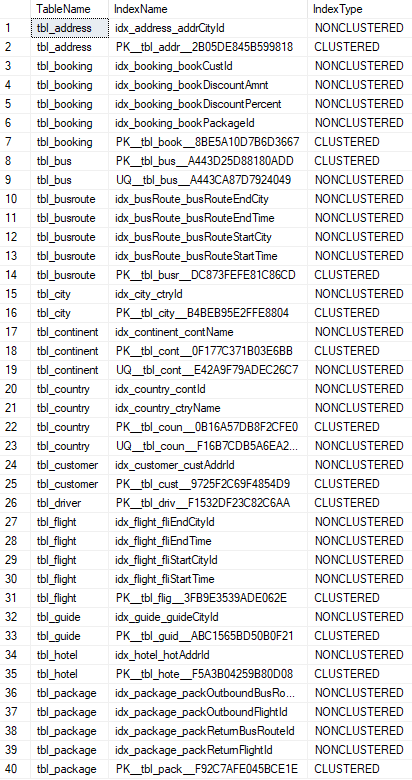 TableName IndexName IndexType
1 tbl_address idx_address_addrCityId NONCLUSTERED
2 tbl_address PK__tbl_addr__2B05DE845B599818 CLUSTERED
3 tbl_booking idx_booking_bookCustId NONCLUSTERED
4 tbl_booking idx_booking_bookDiscountAmnt NONCLUSTERED
5 tbl_booking idx_booking_bookDiscountPercent NONCLUSTERED
6 tbl_booking idx_booking_bookPackageId NONCLUSTERED
7 tbl_booking PK__tbl_book__8BE5A10D7B6D3667 CLUSTERED
8 tbl_bus PK__tbl_bus__A443D25D88180ADD CLUSTERED
9 tbl_bus UQ__tbl_bus__A443CA87D7924049 NONCLUSTERED
10 tbl_busroute idx_busRoute_busRouteEndCity NONCLUSTERED
11 tbl_busroute idx_busRoute_busRouteEndTime NONCLUSTERED
12 tbl_busroute idx_busRoute_busRouteStartCity NONCLUSTERED
13 tbl_busroute idx_busRoute_busRouteStartTime NONCLUSTERED
14 tbl_busroute PK__tbl_busr__DC873FEFE81C86CD CLUSTERED
15 tbl_city idx_city_ctryId NONCLUSTERED
16 tbl_city PK__tbl_city__B4BEB95E2FFE8804 CLUSTERED
17 tbl_continent idx_continent_contName NONCLUSTERED
18 tbl_continent PK__tbl_cont__0F177C371B03E6BB CLUSTERED
19 tbl_continent UQ__tbl_cont__E42A9F79ADEC26C7 NONCLUSTERED
20 tbl_country idx_country_contId NONCLUSTERED
21 tbl_country idx_country_ctryName NONCLUSTERED
22 tbl_country PK__tbl_coun__0B16A57DB8F2CFE0 CLUSTERED
23 tbl_country UQ__tbl_coun__F16B7CDB5A6EA2... NONCLUSTERED
24 tbl_customer idx_customer_custAddrId NONCLUSTERED
25 tbl_customer PK__tbl_cust__9725F2C69F4854D9 CLUSTERED
26 tbl_driver PK__tbl_driv__F1532DF23C82C6AA CLUSTERED
27 tbl_flight idx_flight_fliEndCityId NONCLUSTERED
28 tbl_flight idx_flight_fliEndTime NONCLUSTERED
29 tbl_flight idx_flight_fliStartCityId NONCLUSTERED
30 tbl_flight idx_flight_fliStartTime NONCLUSTERED
31 tbl_flight PK__tbl_flig__3FB9E3539ADE062E CLUSTERED
32 tbl_guide idx_guide_guideCityId NONCLUSTERED
33 tbl_guide PK__tbl_guid__ABC1565BD50B0F21 CLUSTERED
34 tbl_hotel idx_hotel_hotAddrId NONCLUSTERED
35 tbl_hotel PK__tbl_hote__F5A3B04259B80D08 CLUSTERED
36 tbl_package idx_package_packOutboundBusRo... NONCLUSTERED
37 tbl_package idx_package_packOutboundFlightId NONCLUSTERED
38 tbl_package idx_package_packReturnBusRouteId NONCLUSTERED
39 tbl_package idx_package_packReturnFlightId NONCLUSTERED
40 tbl_package PK__tbl_pack__F92C7AFE045BCE1E CLUSTERED